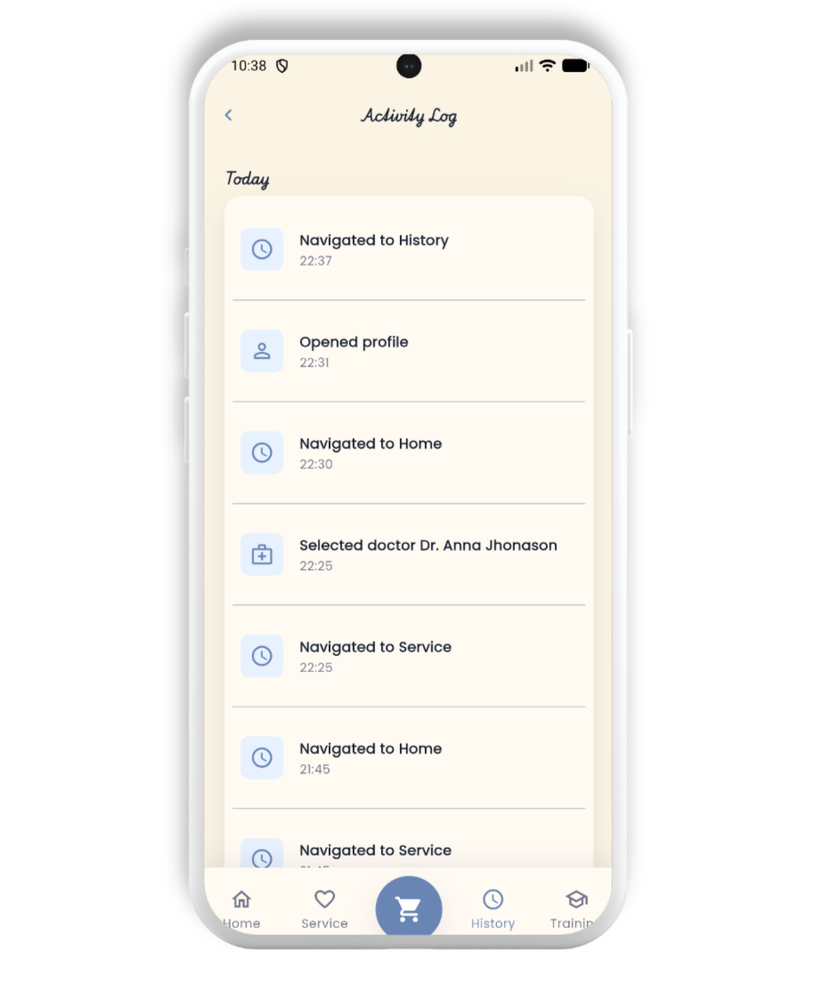 10:38
Activity Log
Today
Navigated to History
22:37
Opened profile
22:31
Navigated to Home
22:30
Selected doctor Dr. Anna Jhonason
22:25
Navigated to Service
22:25
Navigated to Home
21:45
Navigated to Service
Home
Service
History